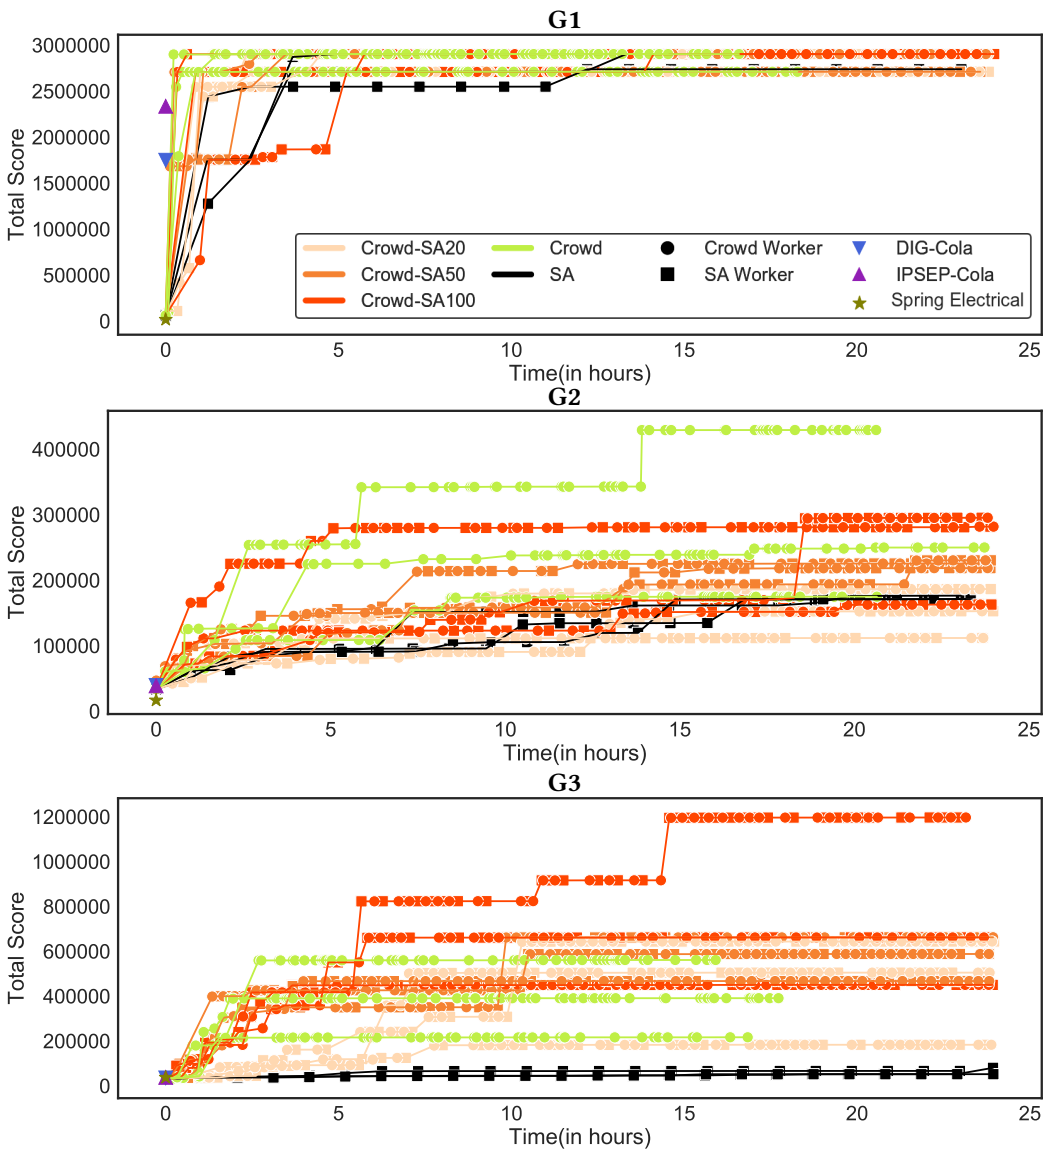 G1
3000000
2500000
2000000
1500000
1000000
500000
0
Total Score
Crowd-SA20
Crowd-SA50
Crowd-SA100
Crowd
SA
Crowd Worker
SA Worker
DIG-Cola
IPSEP-Cola
Spring Electrical
0 5 10 15 20 25
Time(in hours)
G2
400000
300000
200000
100000
0
Total Score
0 5 10 15 20 25
Time(in hours)
G3
1200000
1000000
800000
600000
400000
200000
0
Total Score
0 5 10 15 20 25
Time(in hours)